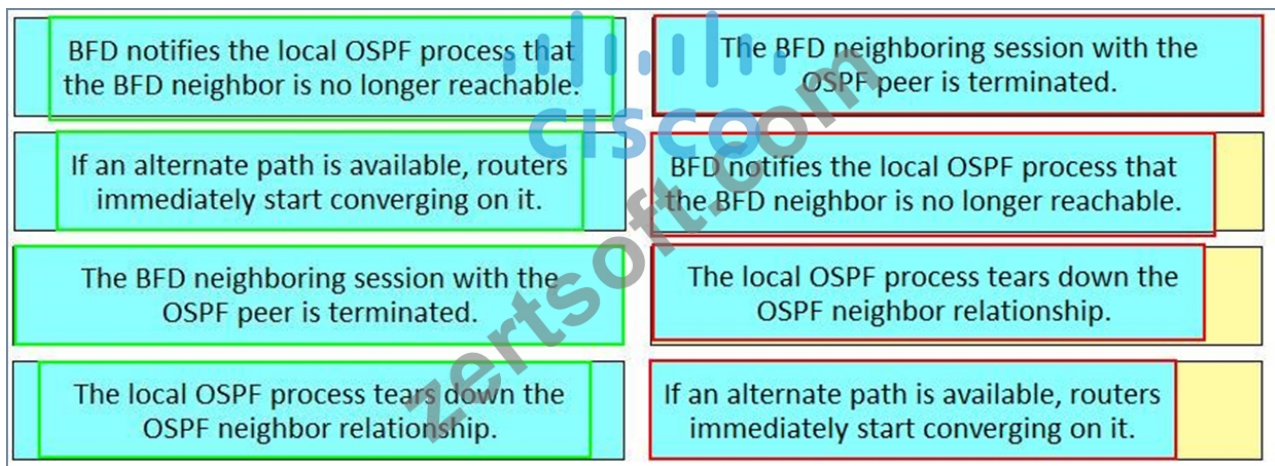 BFD notifies the local OSPF process that
the BFD neighbor is no longer reachable.
If an alternate path is available, routers
immediately start converging on it.
The BFD neighboring session with the
OSPF peer is terminated.
The local OSPF process tears down the
OSPF neighbor relationship.
The BFD neighboring session with the
OSPF peer is terminated.
BFD notifies the local OSPF process that
the BFD neighbor is no longer reachable.
The local OSPF process tears down the
OSPF neighbor relationship.
If an alternate path is available, routers
immediately start converging on it.
CISCO
zertsoft.com